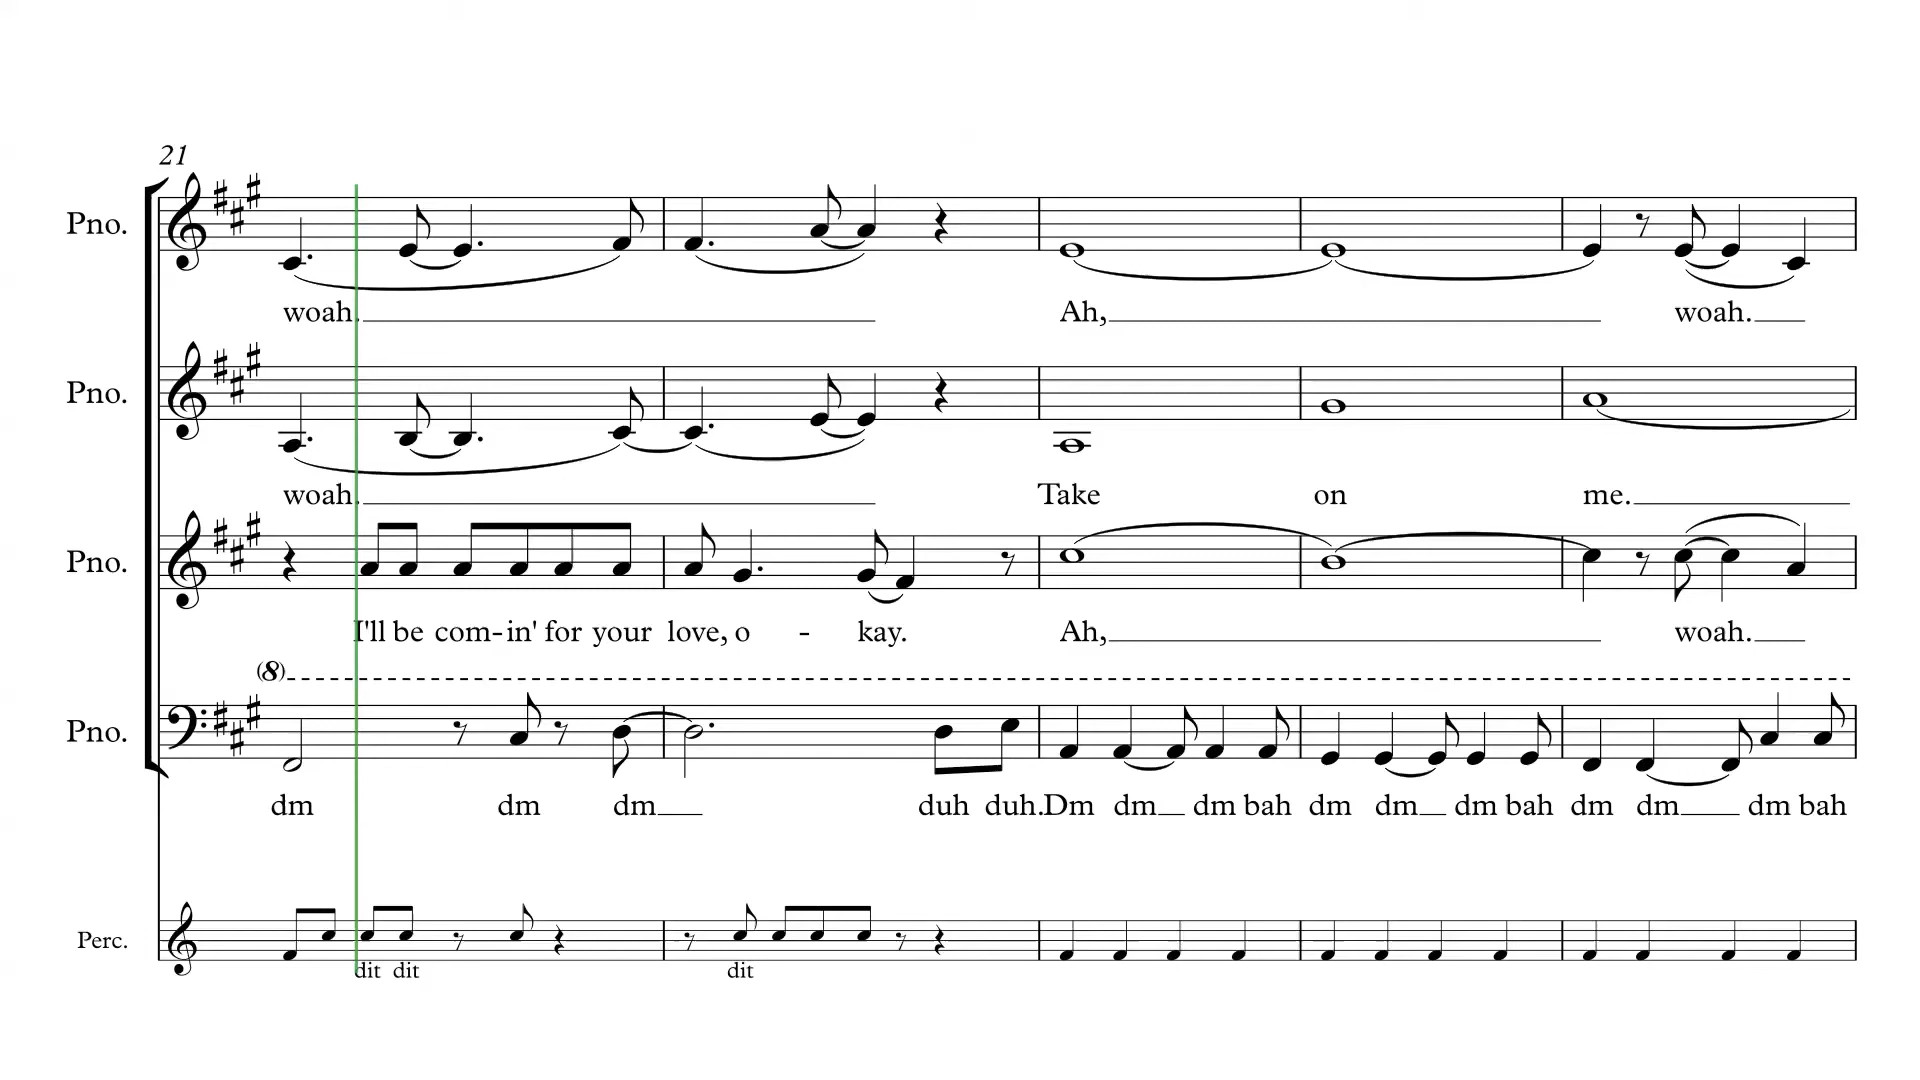 21
Pno.
woah.
Ah,
woah.
Pno.
woah.
Take on me.
Pno.
I'll be com-in' for your love, o - kay.
Ah,
woah.
(8)
Pno.
dm dm dm duh duh. Dm dm dm bah dm dm dm bah dm dm dm bah
Perc.
dit dit dit